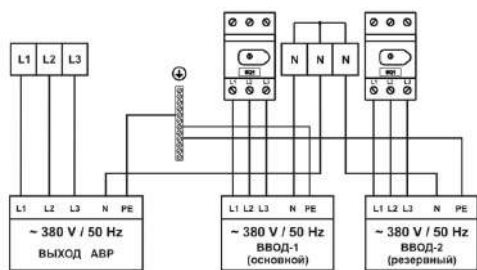 L1 L2 L3
N N N
L1 L2 L3 N PE
~ 380 V / 50 Hz
ВЫХОД АВР
L1 L2 L3 N PE
~ 380 V / 50 Hz
ВВОД-1
(основной)
L1 L2 L3 N PE
~ 380 V / 50 Hz
ВВОД-2
(резервный)